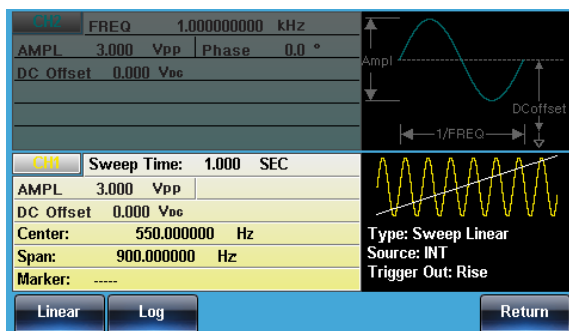 CH2 FREQ 1.000000000 kHz
AMPL 3.000 Vpp Phase 0.0 °
DC Offset 0.000 VDC
Ampl
DCoffset
1/FREQ
CH1 Sweep Time: 1.000 SEC
AMPL 3.000 Vpp
DC Offset 0.000 VDC
Center: 550.000000 Hz
Span: 900.000000 Hz
Marker: -----
Type: Sweep Linear
Source: INT
Trigger Out: Rise
Linear Log Return